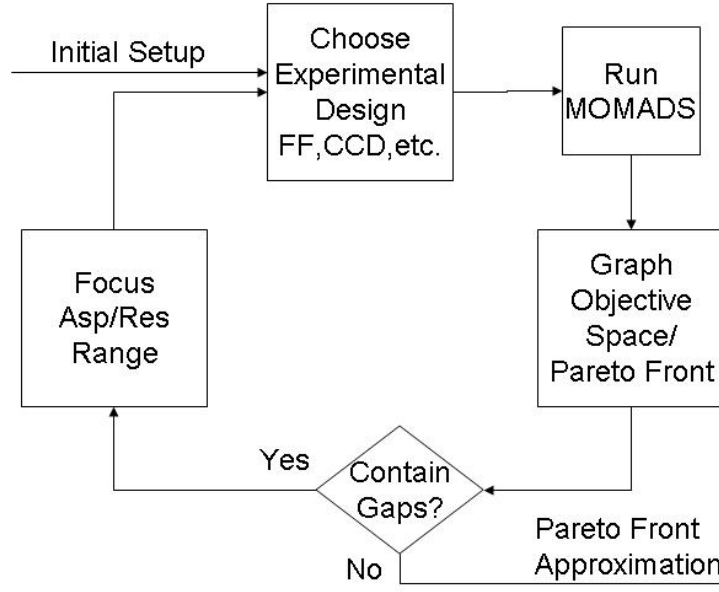 Initial Setup
Choose
Experimental
Design
FF,CCD,etc.
Run
MOMADS
Graph
Objective
Space/
Pareto Front
Contain
Gaps?
Yes
Focus
Asp/Res
Range
No
Pareto Front
Approximation